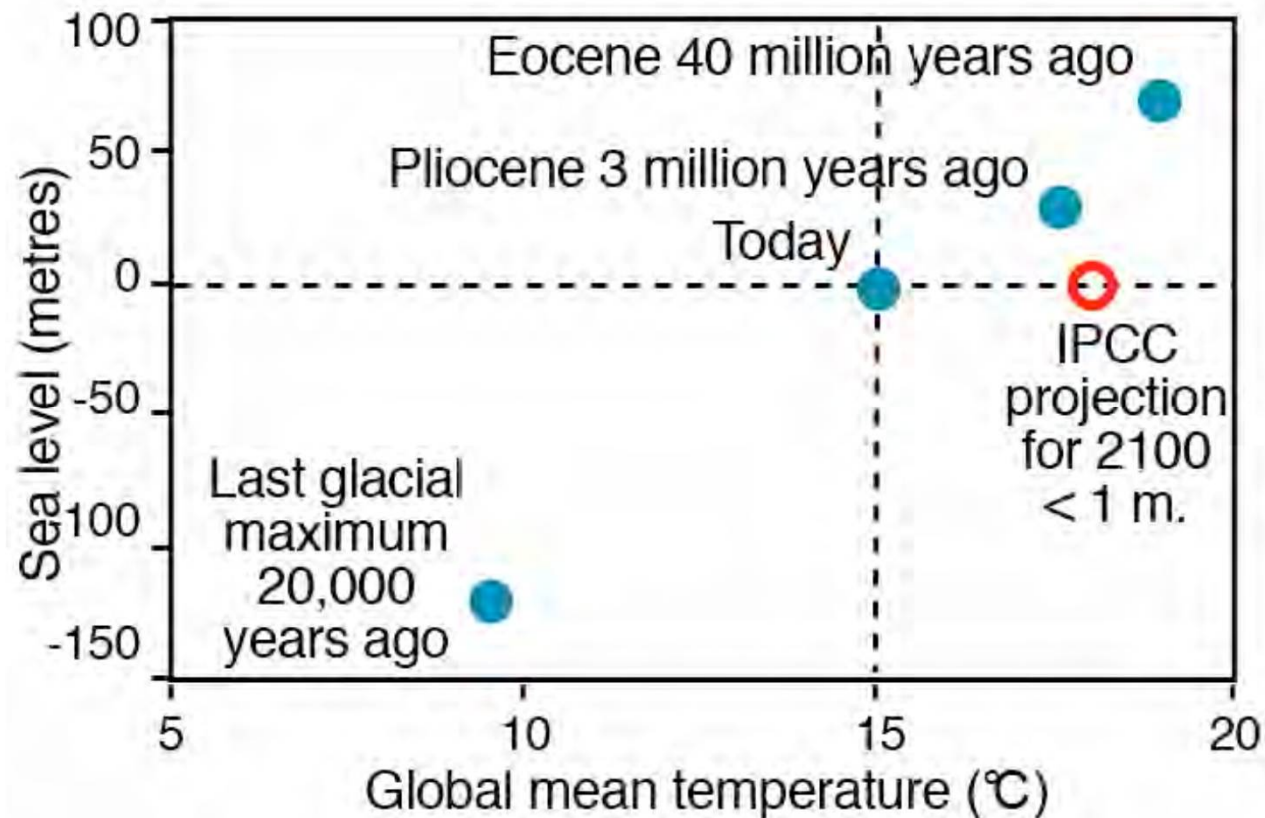 100
Eocene 40 million years ago
50
Pliocene 3 million years ago
Today
0
IPCC
projection
for 2100
< 1 m.
-50
Last glacial
maximum
20,000
years ago
-100
-150
Sea level (metres)
5 10 15 20
Global mean temperature (°C)